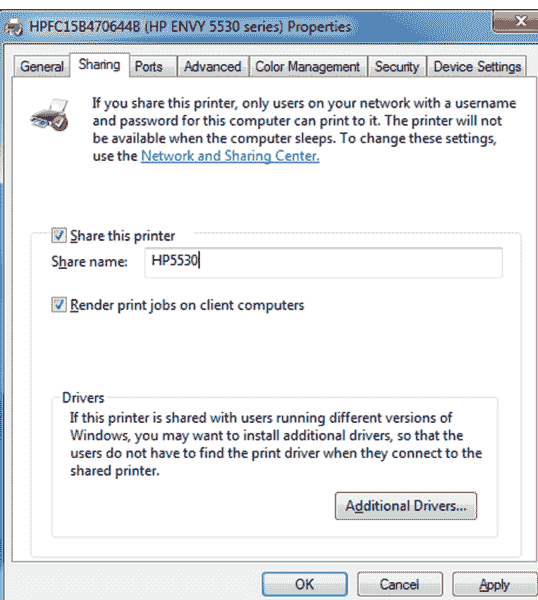 HPFC15B470644B (HP ENVY 5530 series) Properties
General Sharing Ports Advanced Color Management Security Device Settings
If you share this printer, only users on your network with a username
and password for this computer can print to it. The printer will not
be available when the computer sleeps. To change these settings,
use the Network and Sharing Center.
Share this printer
Share name: HP5530
Render print jobs on client computers
Drivers
If this printer is shared with users running different versions of
Windows, you may want to install additional drivers, so that the
users do not have to find the print driver when they connect to the
shared printer.
Additional Drivers...
OK Cancel Apply